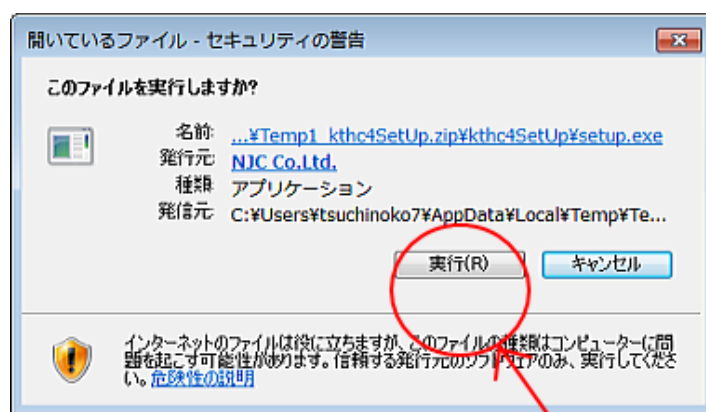 開いているファイル - セキュリティの警告
このファイルを実行しますか?
名前: ...¥Temp1_kthc4SetUp.zip¥kthc4SetUp¥setup.exe
発行元: NJC Co.Ltd.
種類: アプリケーション
発信元: C:¥Users¥tsuchinoko7¥AppData¥Local¥Temp¥Te...
実行(R) キャンセル
インターネットのファイルは役に立ちますが、このファイルの種類はコンピューターに問
題を起こす可能性があります。信頼する発行元のソフトウェアのみ、実行してくださ
い。危険性の説明